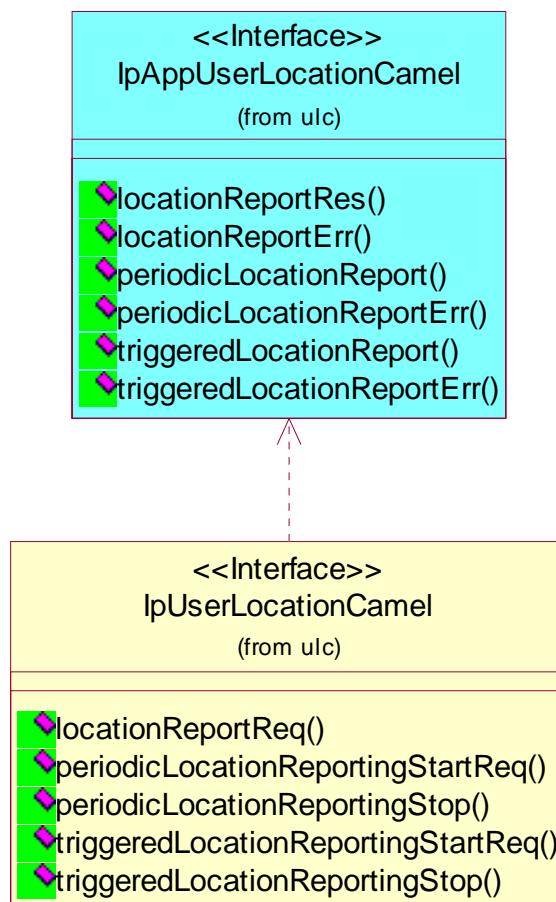 <<Interface>>
IpAppUserLocationCamel
(from ulc)
locationReportRes()
locationReportErr()
periodicLocationReport()
periodicLocationReportErr()
triggeredLocationReport()
triggeredLocationReportErr()
<<Interface>>
IpUserLocationCamel
(from ulc)
locationReportReq()
periodicLocationReportingStartReq()
periodicLocationReportingStop()
triggeredLocationReportingStartReq()
triggeredLocationReportingStop()